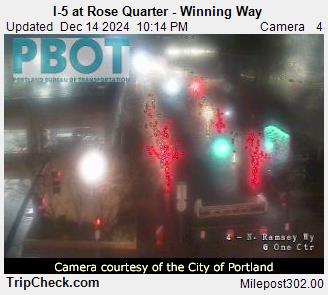 I-5 at Rose Quarter - Winning Way
Updated Dec 14 2024 10:14 PM Camera 4
PBOT
PORTLAND BUREAU OF TRANSPORTATION
4 - N. Ramsey Wy
@ One Ctr
Camera courtesy of the City of Portland
TripCheck.com Milepost302.00